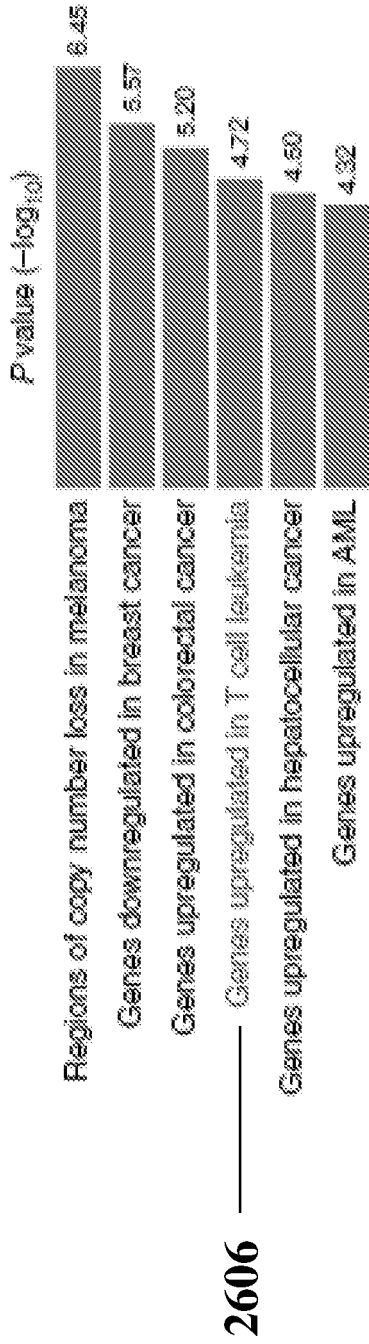 P value (–log10)
Regions of copy number loss in melanoma 6.45
Genes downregulated in breast cancer 5.57
Genes upregulated in colorectal cancer 5.20
2606 Genes upregulated in T cell leukemia 4.72
Genes upregulated in hepatocellular cancer 4.50
Genes upregulated in AML 4.32